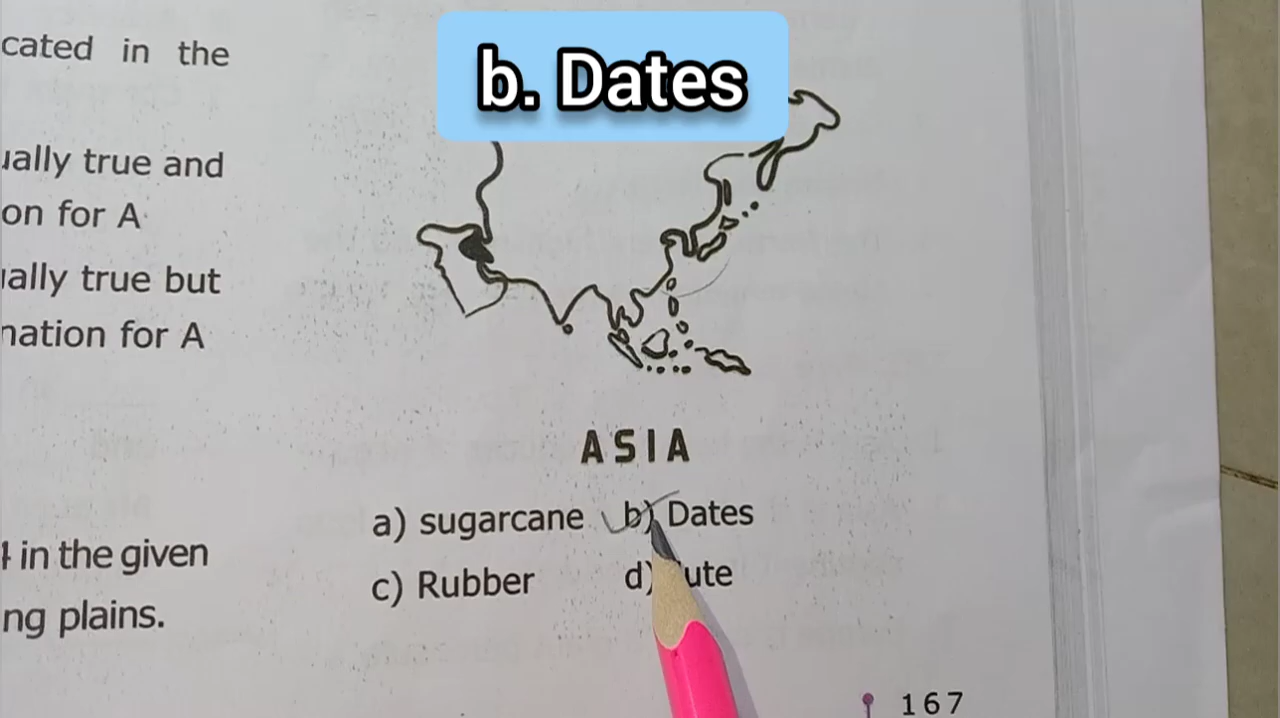 b. Dates
cated in the
ually true and
on for A
ually true but
nation for A
in the given
ng plains.
ASIA
a) sugarcane b) Dates
c) Rubber d) Jute
167